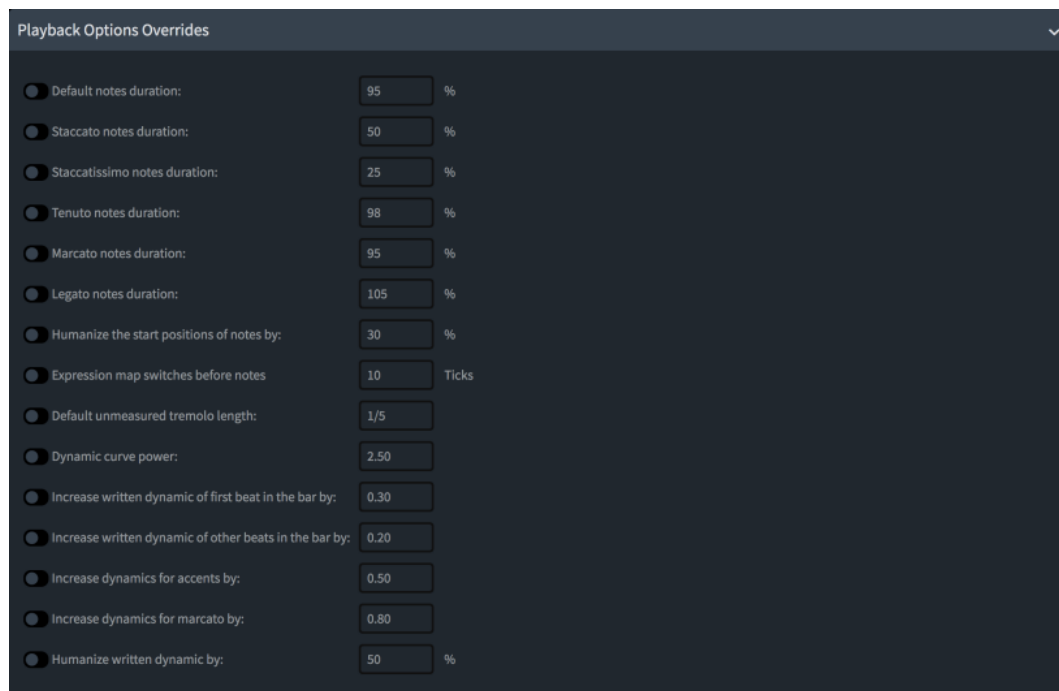 Playback Options Overrides
Default notes duration: 95 %
Staccato notes duration: 50 %
Staccatissimo notes duration: 25 %
Tenuto notes duration: 98 %
Marcato notes duration: 95 %
Legato notes duration: 105 %
Humanize the start positions of notes by: 30 %
Expression map switches before notes 10 Ticks
Default unmeasured tremolo length: 1/5
Dynamic curve power: 2.50
Increase written dynamic of first beat in the bar by: 0.30
Increase written dynamic of other beats in the bar by: 0.20
Increase dynamics for accents by: 0.50
Increase dynamics for marcato by: 0.80
Humanize written dynamic by: 50 %